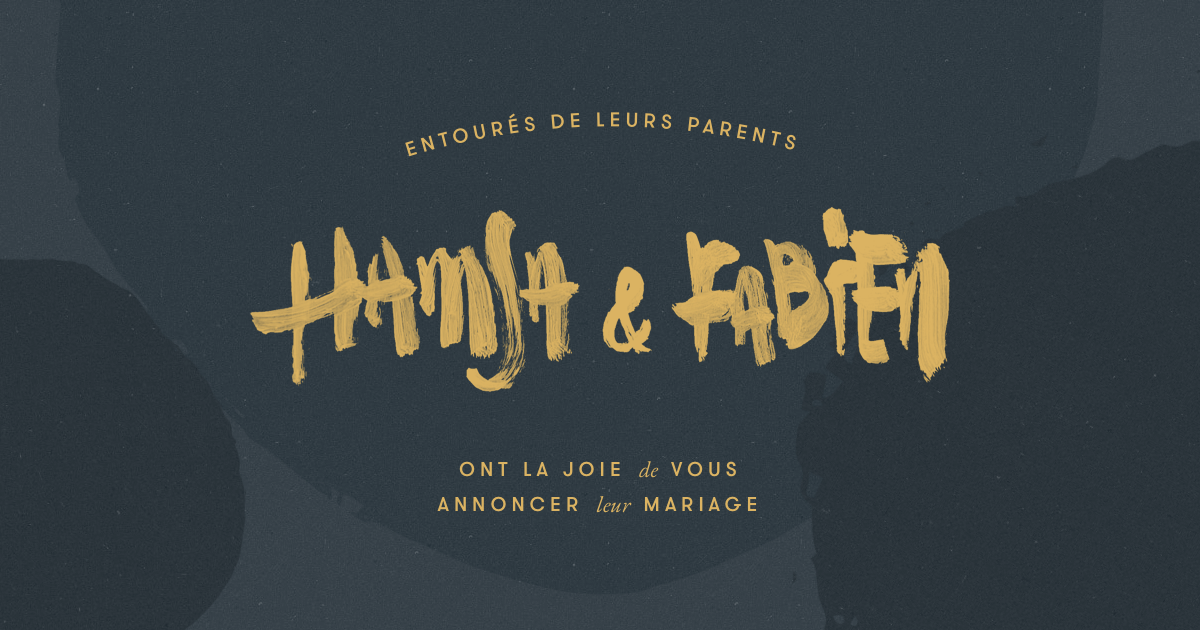 ENTOURÉS DE LEURS PARENTS
HAMSA & FABiEN
ONT LA JOIE de VOUS
ANNONCER leur MARIAGE